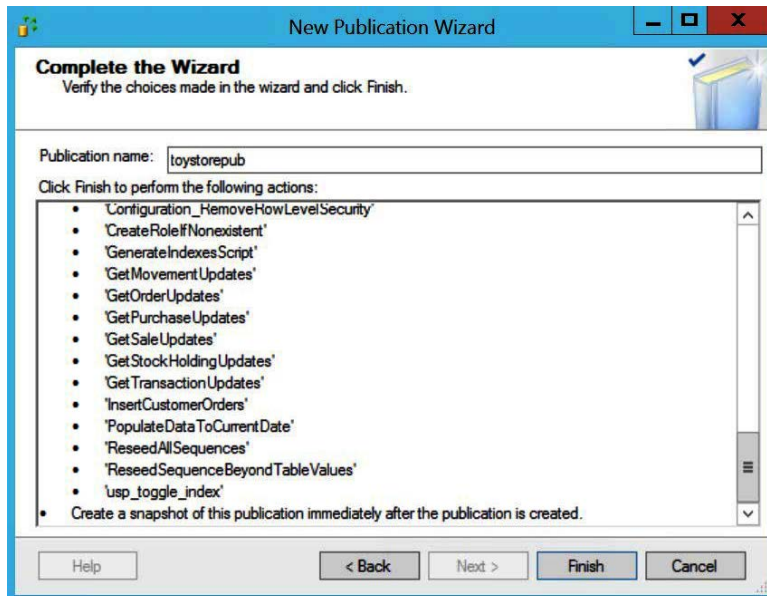 New Publication Wizard
Complete the Wizard
Verify the choices made in the wizard and click Finish.
Publication name: toystorepub
Click Finish to perform the following actions:
• 'Configuration_RemoveRowLevelSecurity'
• 'CreateRoleIfNonexistent'
• 'GenerateIndexesScript'
• 'GetMovementUpdates'
• 'GetOrderUpdates'
• 'GetPurchaseUpdates'
• 'GetSaleUpdates'
• 'GetStockHoldingUpdates'
• 'GetTransactionUpdates'
• 'InsertCustomerOrders'
• 'PopulateDataToCurrentDate'
• 'ReseedAllSequences'
• 'ReseedSequenceBeyondTableValues'
• 'usp_toggle_index'
• Create a snapshot of this publication immediately after the publication is created.
Help < Back Next > Finish Cancel